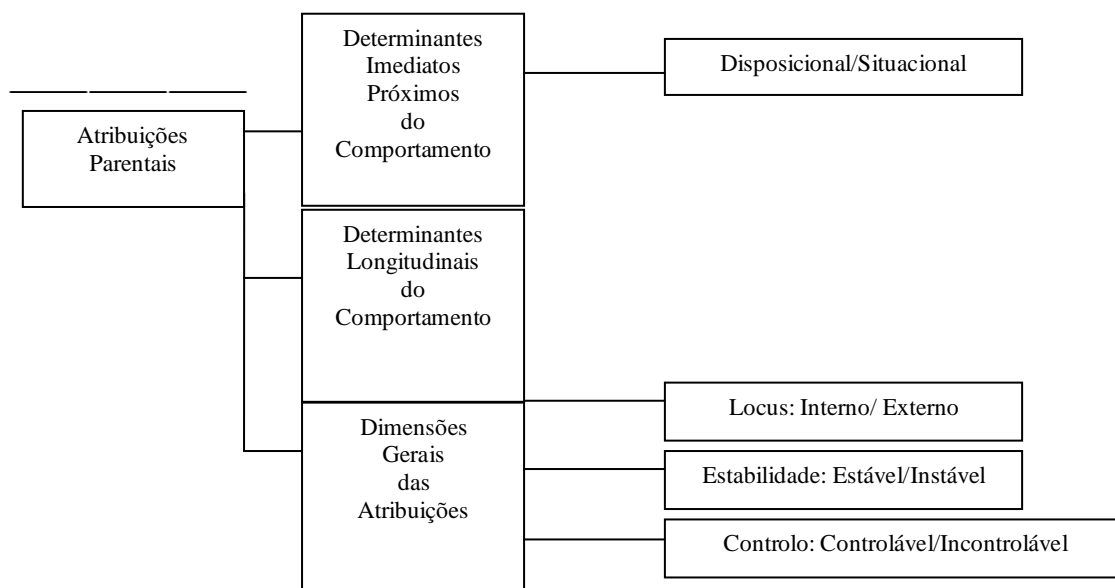 Atribuições
Parentais
Determinantes
Imediatos
Próximos
do
Comportamento
Disposicional/Situacional
Determinantes
Longitudinais
do
Comportamento
Dimensões
Gerais
das
Atribuições
Locus: Interno/ Externo
Estabilidade: Estável/Instável
Controlo: Controlável/Incontrolável